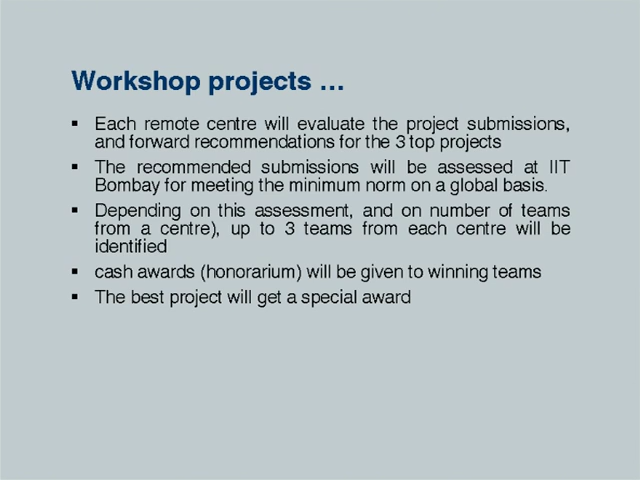 Workshop projects …
▪ Each remote centre will evaluate the project submissions,
and forward recommendations for the 3 top projects
▪ The recommended submissions will be assessed at IIT
Bombay for meeting the minimum norm on a global basis.
▪ Depending on this assessment, and on number of teams
from a centre), up to 3 teams from each centre will be
identified
▪ cash awards (honorarium) will be given to winning teams
▪ The best project will get a special award